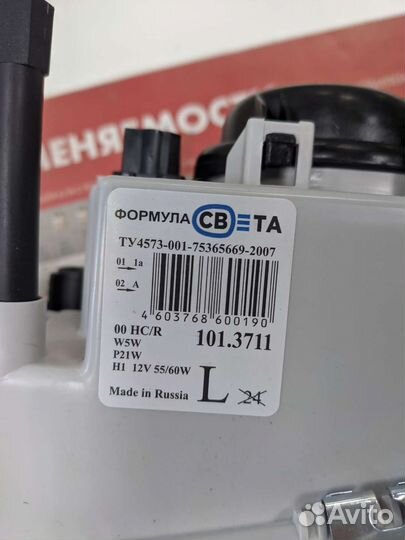 МЕНЯЕМОС
ФОРМУЛА СВЕТА
ТУ4573-001-75365669-2007
01 1a
02 A
4 603768 600190
00 HC/R
101.3711
W5W
P21W
H1 12V 55/60W
L
24
Made in Russia
Avito